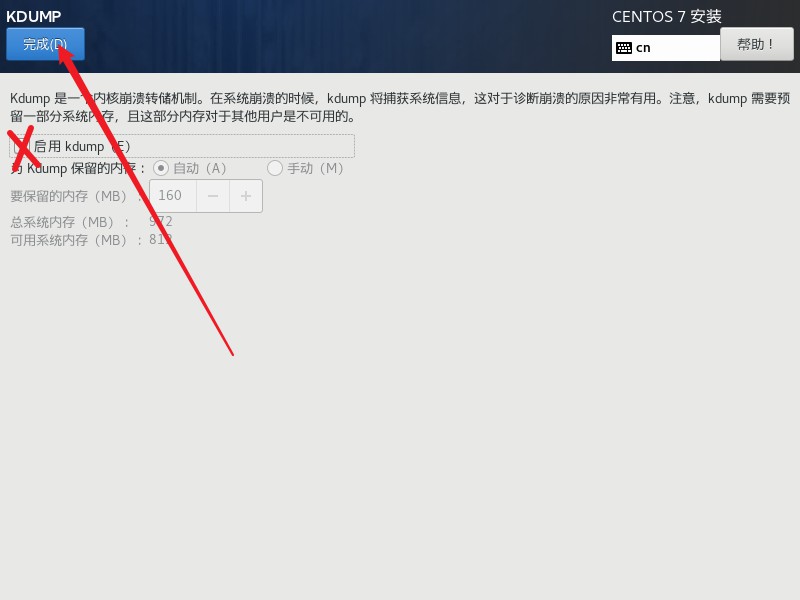 KDUMP
CENTOS 7 安装
完成(D)
cn
帮助！
Kdump 是一个内核崩溃转储机制。在系统崩溃的时候，kdump 将捕获系统信息，这对于诊断崩溃的原因非常有用。注意，kdump 需要预
留一部分系统内存，且这部分内存对于其他用户是不可用的。
启用 kdump（E）
为 Kdump 保留的内存： 自动（A） 手动（M）
要保留的内存（MB）： 160 − +
总系统内存（MB）： 972
可用系统内存（MB）： 812